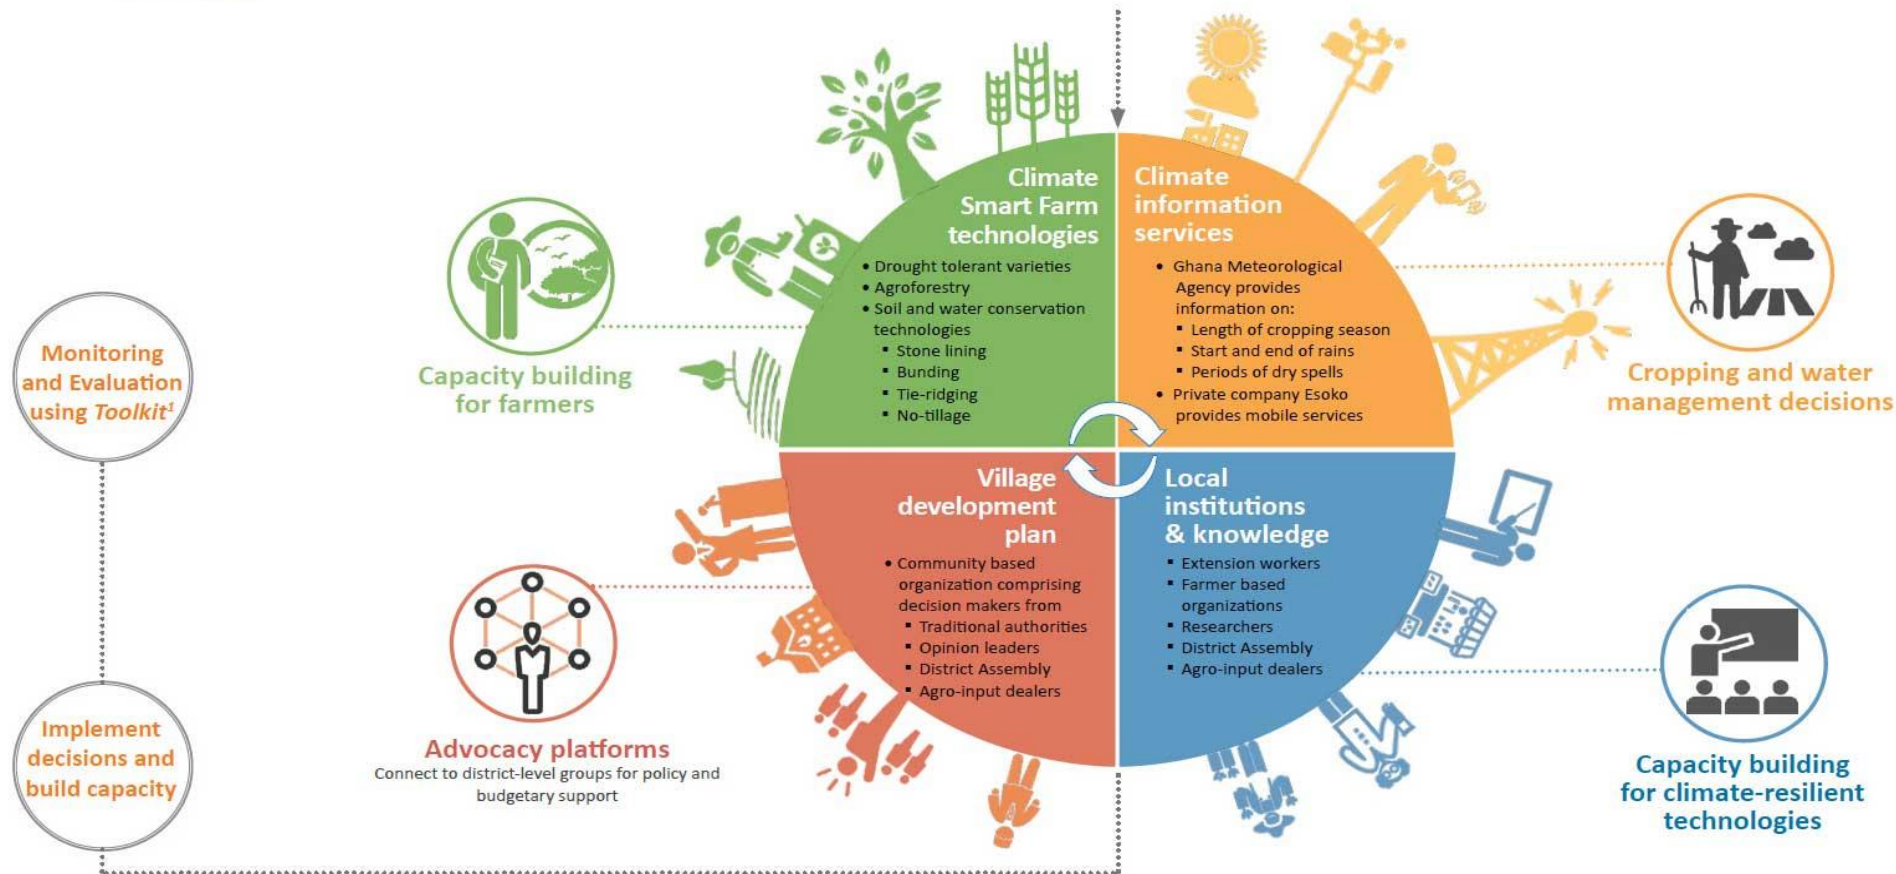 Monitoring
and Evaluation
using Toolkit¹
Implement
decisions and
build capacity
Capacity building
for farmers
Climate
Smart Farm
technologies
• Drought tolerant varieties
• Agroforestry
• Soil and water conservation
technologies
▪ Stone lining
▪ Bunding
▪ Tie-ridging
▪ No-tillage
Climate
information
services
• Ghana Meteorological
Agency provides
information on:
▪ Length of cropping season
▪ Start and end of rains
▪ Periods of dry spells
• Private company Esoko
provides mobile services
Cropping and water
management decisions
Advocacy platforms
Connect to district-level groups for policy and
budgetary support
Village
development
plan
• Community based
organization comprising
decision makers from
▪ Traditional authorities
▪ Opinion leaders
▪ District Assembly
▪ Agro-input dealers
Local
institutions
& knowledge
▪ Extension workers
▪ Farmer based
organizations
▪ Researchers
▪ District Assembly
▪ Agro-input dealers
Capacity building
for climate-resilient
technologies